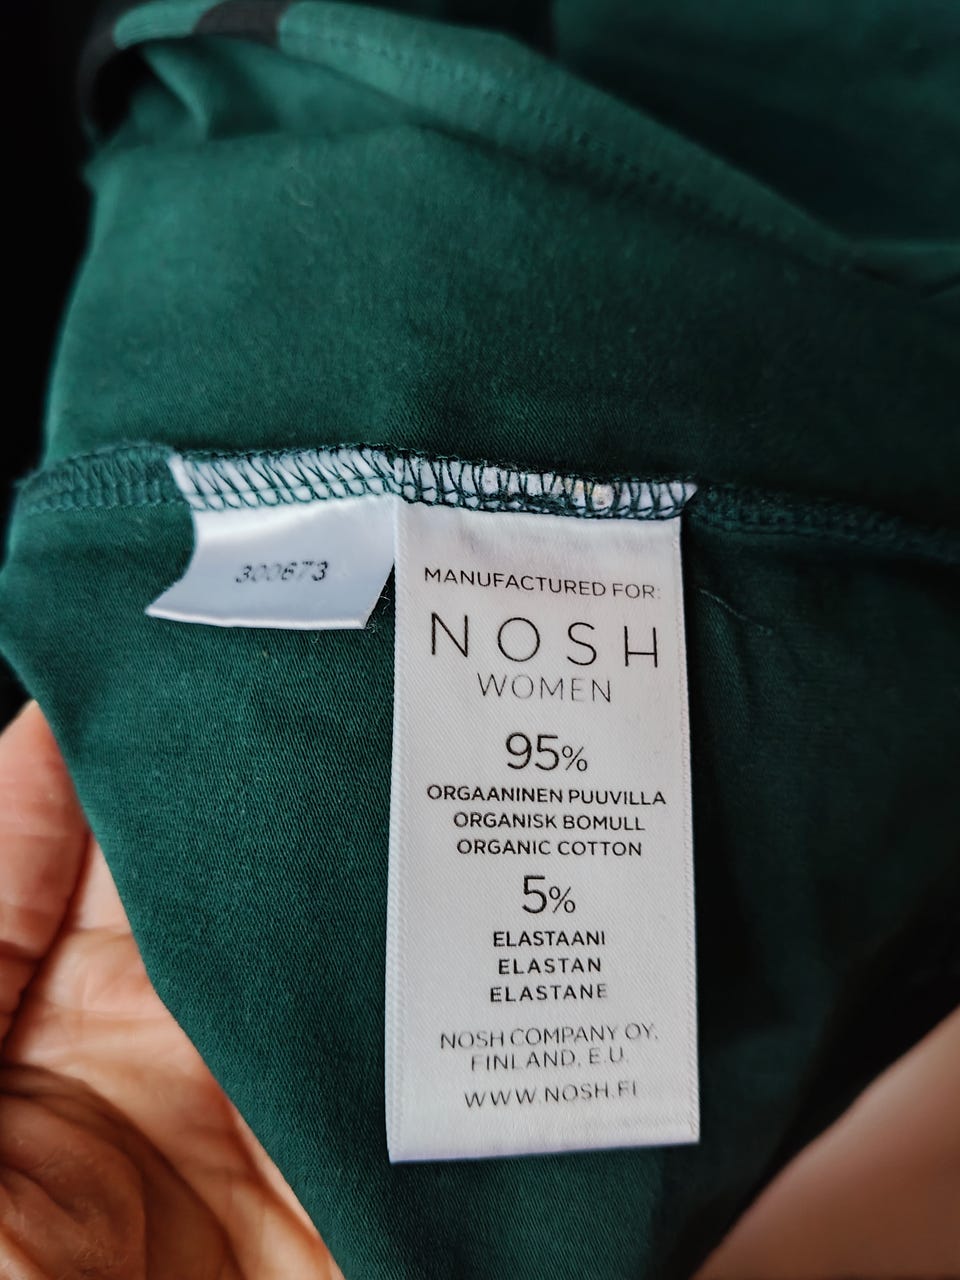 300673
MANUFACTURED FOR:
NOSH
WOMEN
95%
ORGAANINEN PUUVILLA
ORGANISK BOMULL
ORGANIC COTTON
5%
ELASTAANI
ELASTAN
ELASTANE
NOSH COMPANY OY,
FINLAND, E.U.
WWW.NOSH.FI